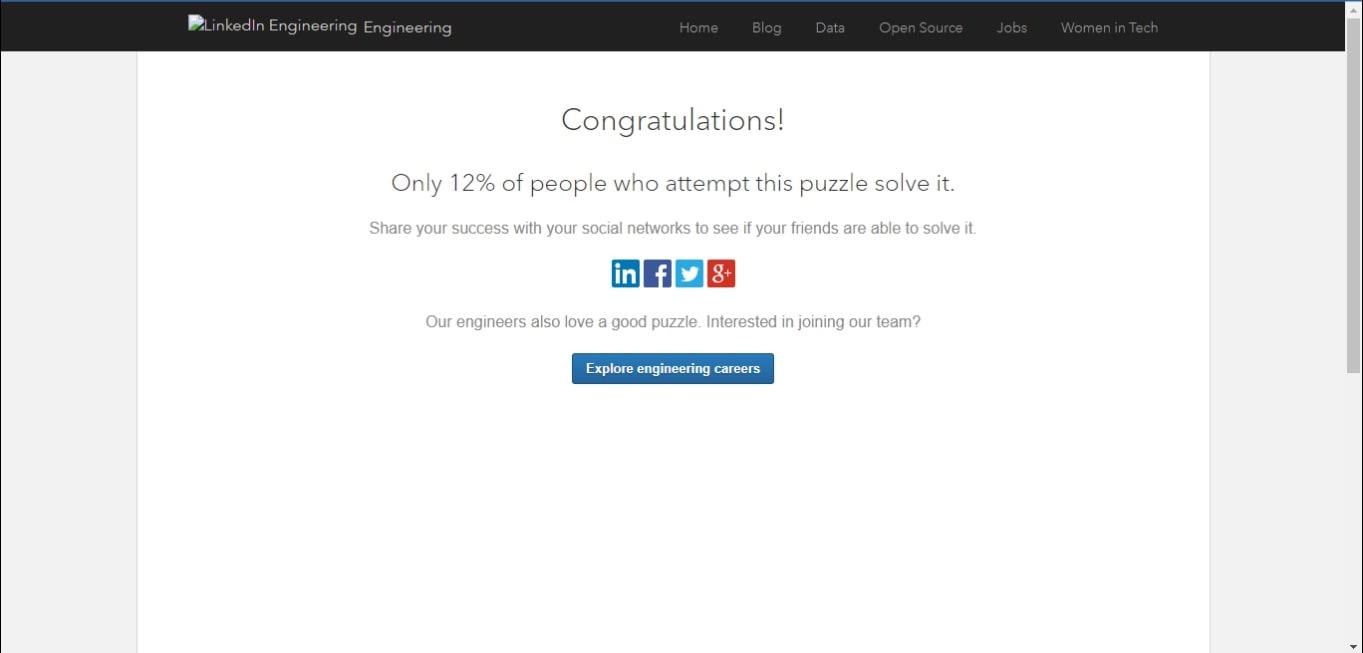 LinkedIn Engineering Engineering Home Blog Data Open Source Jobs Women in Tech
Congratulations!
Only 12% of people who attempt this puzzle solve it.
Share your success with your social networks to see if your friends are able to solve it.
in f g+
Our engineers also love a good puzzle. Interested in joining our team?
Explore engineering careers